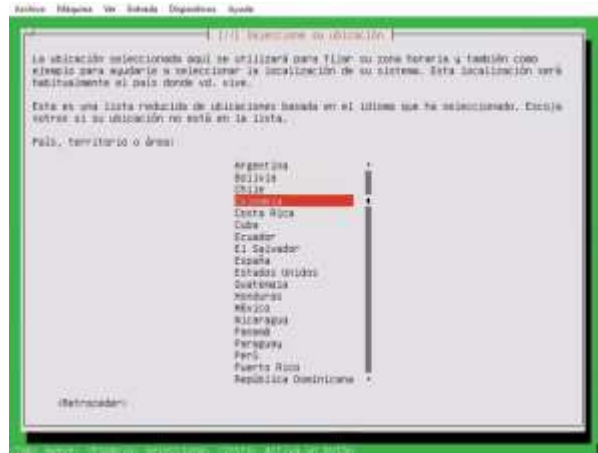 Archivo Máquina Ver Entrada Dispositivos Ayuda
[!!] Seleccione su ubicación
La ubicación seleccionada aquí se utilizará para fijar su zona horaria y también como
ejemplo para ayudarle a seleccionar la localización de su sistema. Esta localización será
habitualmente el país donde vd. vive.
Esta es una lista reducida de ubicaciones basada en el idioma que ha seleccionado. Escoja
«otro» si su ubicación no está en la lista.
País, territorio o área:
Argentina
Bolivia
Chile
Colombia
Costa Rica
Cuba
Ecuador
El Salvador
España
Estados Unidos
Guatemala
Honduras
México
Nicaragua
Panamá
Paraguay
Perú
Puerto Rico
República Dominicana
<Retroceder>